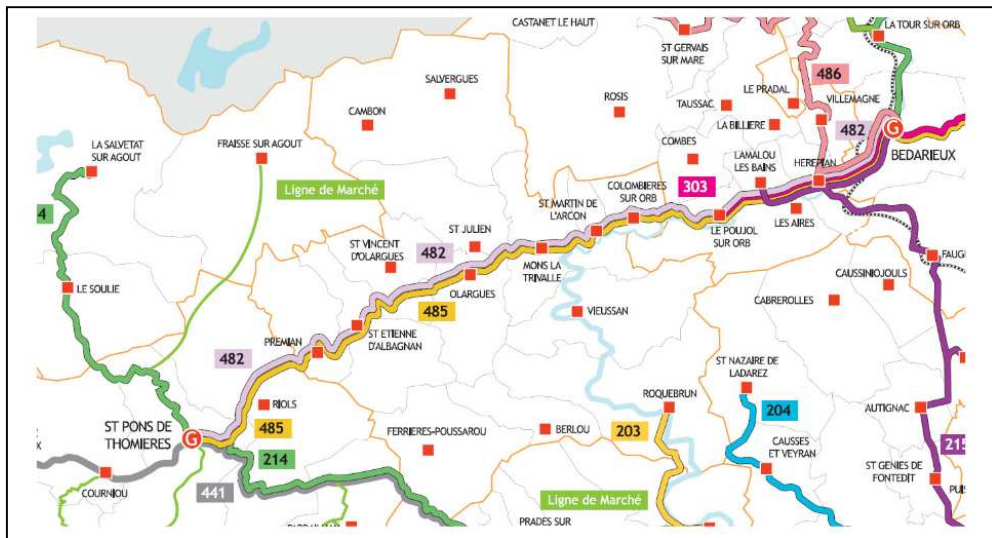 CASTANET LE HAUT
LA TOUR SUR ORB
ST GERVAIS
SUR MARE
486
SALVERGUES
LE PRADAL
ROSIS
TAUSSAC
VILLEMAGNE
CAMBON
LA BILLIERE
482
G
BEDARIEUX
LA SALVETAT
SUR AGOUT
FRAISSE SUR AGOUT
COMBES
LAMALOU
LES BAINS
HEREPIAN
Ligne de Marché
303
COLOMBIERES
SUR ORB
4
ST MARTIN DE
L'ARCON
LES AIRES
LE POUJOL
SUR ORB
ST VINCENT
D'OLARGUES
ST JULIEN
482
MONS LA
TRIVALLE
OLARGUES
FAUG
CAUSSINIOJOULS
LE SOULIE
CABREROLLES
485
VIEUSSAN
ST ETIENNE
D'ALBAGNAN
PREMIAN
482
ST NAZAIRE DE
LADAREZ
ROQUEBRUN
RIOLS
204
AUTIGNAC
ST PONS DE
THOMIERES
G
485
BERLOU
203
FERRIERES-POUSSAROU
214
CAUSSES
ET VEYRAN
215
ST GENIES DE
FONTEDIT
COURNIOU
441
Ligne de Marché
PUIS
PRADES SUR